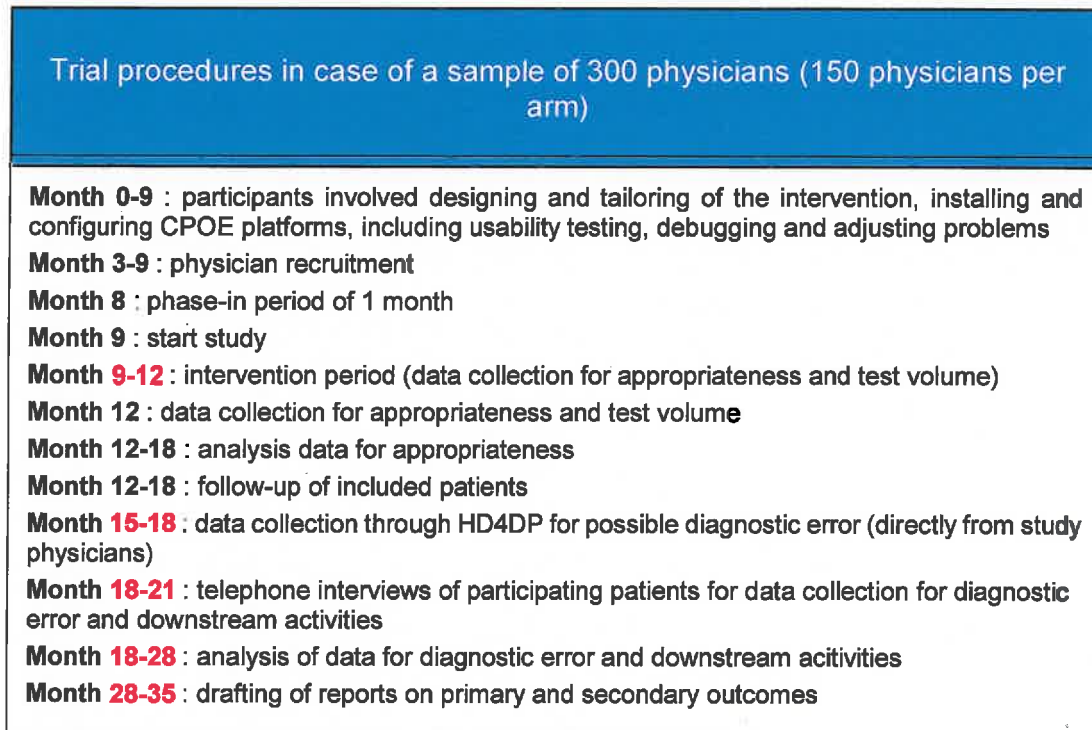 Trial procedures in case of a sample of 300 physicians (150 physicians per
arm)
Month 0-9 : participants involved designing and tailoring of the intervention, installing and
configuring CPOE platforms, including usability testing, debugging and adjusting problems
Month 3-9 : physician recruitment
Month 8 : phase-in period of 1 month
Month 9 : start study
Month 9-12 : intervention period (data collection for appropriateness and test volume)
Month 12 : data collection for appropriateness and test volume
Month 12-18 : analysis data for appropriateness
Month 12-18 : follow-up of included patients
Month 15-18 : data collection through HD4DP for possible diagnostic error (directly from study
physicians)
Month 18-21 : telephone interviews of participating patients for data collection for diagnostic
error and downstream activities
Month 18-28 : analysis of data for diagnostic error and downstream acitivities
Month 28-35 : drafting of reports on primary and secondary outcomes